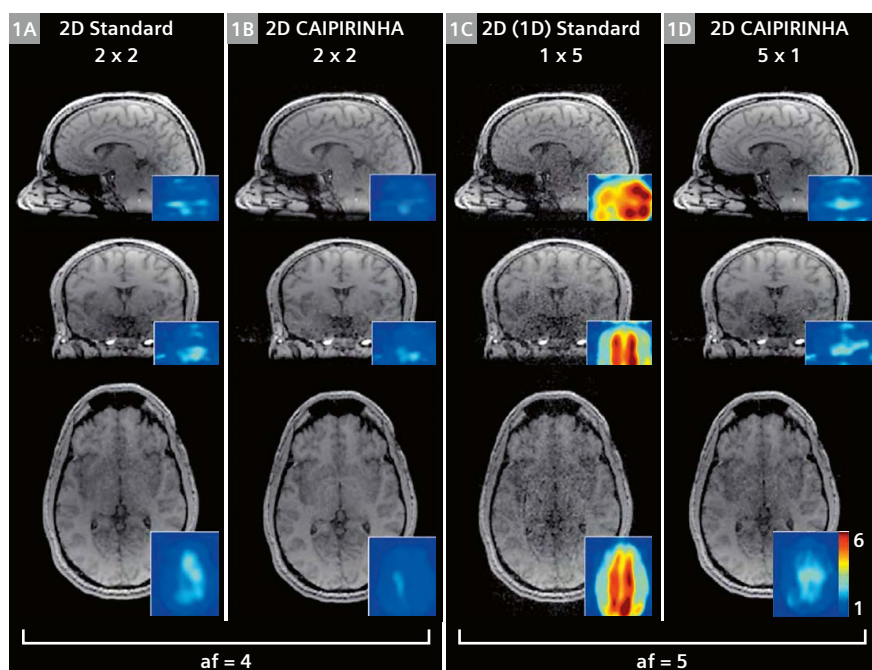 1A 2D Standard
2 x 2
1B 2D CAIPIRINHA
2 x 2
1C 2D (1D) Standard
1 x 5
1D 2D CAIPIRINHA
5 x 1
6
1
af = 4
af = 5